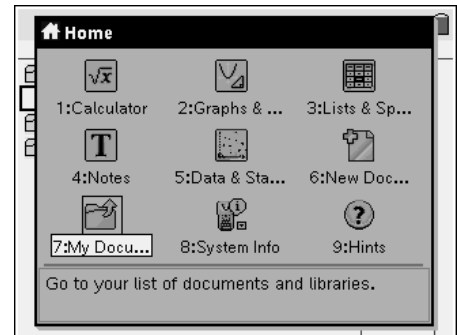 Home
1:Calculator 2:Graphs & ... 3:Lists & Sp...
4:Notes 5:Data & Sta... 6:New Doc...
7:My Docu... 8:System Info 9:Hints
Go to your list of documents and libraries.